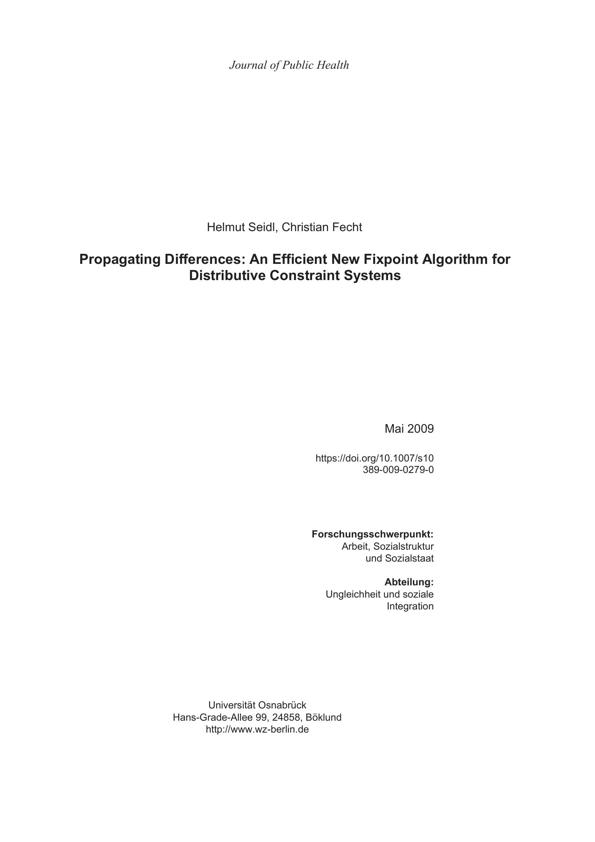 Journal of Public Health
Helmut Seidl, Christian Fecht
Propagating Differences: An Efficient New Fixpoint Algorithm for
Distributive Constraint Systems
Mai 2009
https://doi.org/10.1007/s10
389-009-0279-0
Forschungsschwerpunkt:
Arbeit, Sozialstruktur
und Sozialstaat
Abteilung:
Ungleichheit und soziale
Integration
Universität Osnabrück
Hans-Grade-Allee 99, 24858, Böklund
http://www.wz-berlin.de